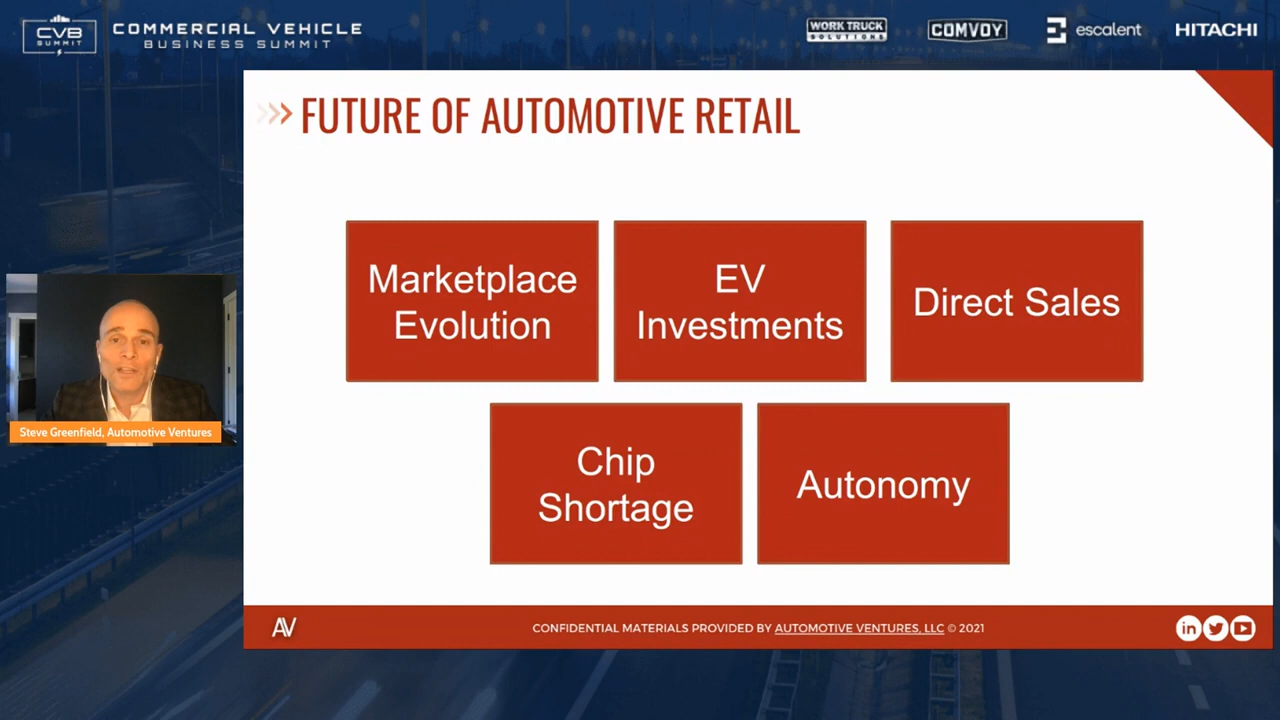 CVB
SUMMIT
COMMERCIAL VEHICLE
BUSINESS SUMMIT
WORK TRUCK
SOLUTIONS
COMVOY
escalent
HITACHI
FUTURE OF AUTOMOTIVE RETAIL
Marketplace
Evolution
EV
Investments
Direct Sales
Chip
Shortage
Autonomy
Steve Greenfield, Automotive Ventures
AV
CONFIDENTIAL MATERIALS PROVIDED BY AUTOMOTIVE VENTURES, LLC © 2021
in